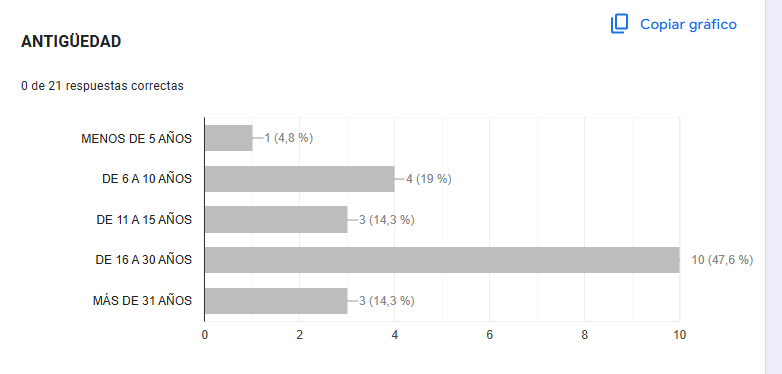 Copiar gráfico
ANTIGÜEDAD
0 de 21 respuestas correctas
MENOS DE 5 AÑOS 1 (4,8 %)
DE 6 A 10 AÑOS 4 (19 %)
DE 11 A 15 AÑOS 3 (14,3 %)
DE 16 A 30 AÑOS 10 (47,6 %)
MÁS DE 31 AÑOS 3 (14,3 %)
0 2 4 6 8 10